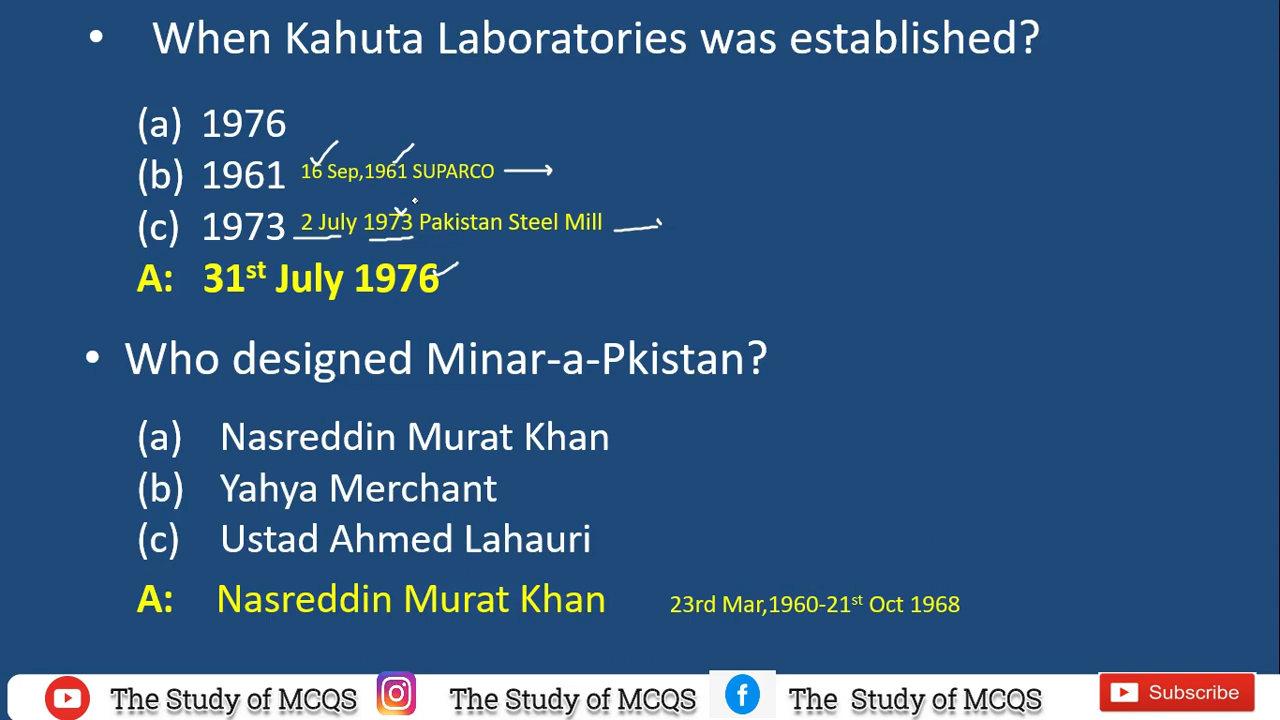 • When Kahuta Laboratories was established?
(a) 1976
(b) 1961 16 Sep,1961 SUPARCO
(c) 1973 2 July 1973 Pakistan Steel Mill
A: 31st July 1976
• Who designed Minar-a-Pkistan?
(a) Nasreddin Murat Khan
(b) Yahya Merchant
(c) Ustad Ahmed Lahauri
A: Nasreddin Murat Khan 23rd Mar,1960-21st Oct 1968
The Study of MCQS The Study of MCQS The Study of MCQS Subscribe